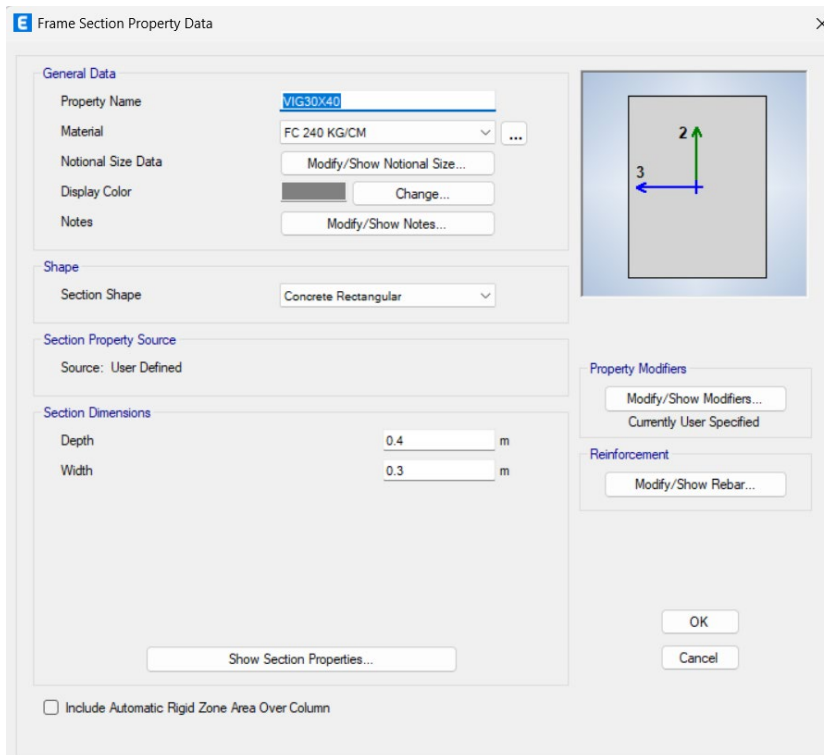 E Frame Section Property Data
General Data
Property Name VIG30X40
Material FC 240 KG/CM ...
Notional Size Data Modify/Show Notional Size...
Display Color Change...
Notes Modify/Show Notes...
2
3
Shape
Section Shape Concrete Rectangular
Section Property Source
Source: User Defined
Property Modifiers
Modify/Show Modifiers...
Currently User Specified
Section Dimensions
Depth 0.4 m
Width 0.3 m
Reinforcement
Modify/Show Rebar...
OK
Show Section Properties...
Cancel
Include Automatic Rigid Zone Area Over Column